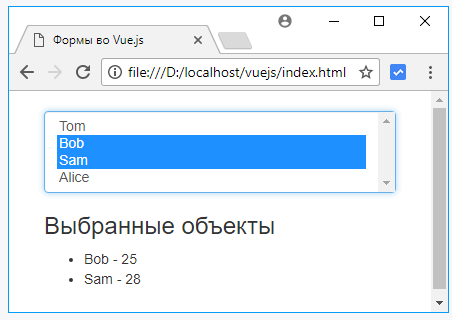 Формы во Vue.js
file:///D:/localhost/vuejs/index.html
Tom
Bob
Sam
Alice
Выбранные объекты
• Bob - 25
• Sam - 28